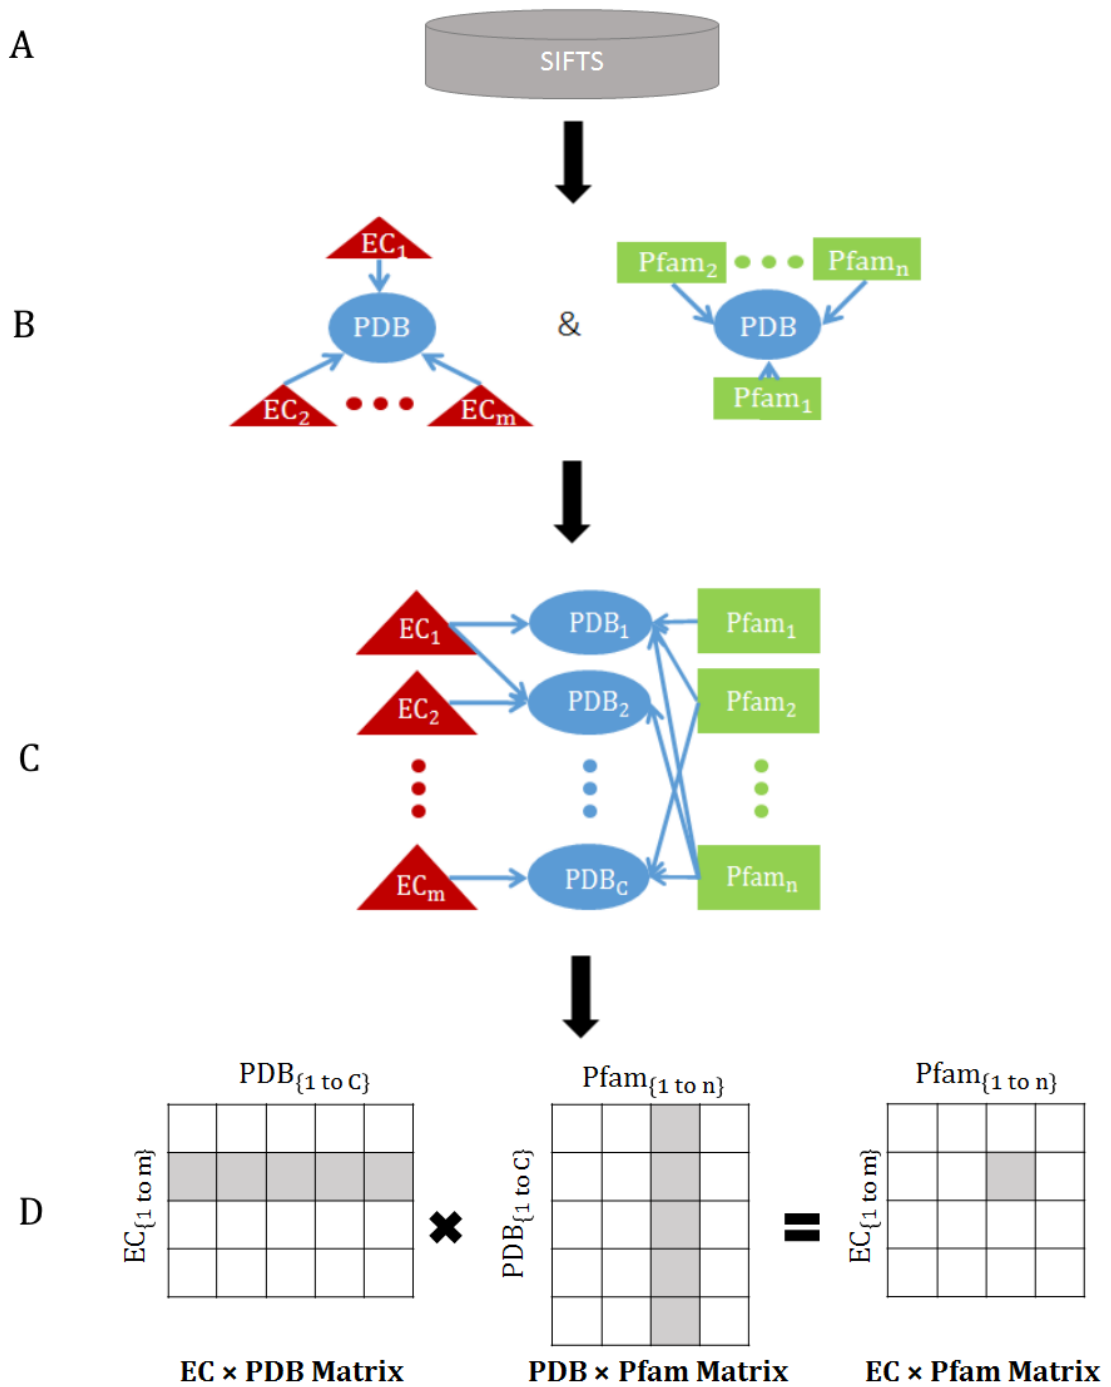 A
SIFTS
EC1
Pfam2
Pfamn
B
PDB
&
PDB
EC2
ECm
Pfam1
EC1
PDB1
Pfam1
EC2
PDB2
Pfam2
C
ECm
PDBC
Pfamn
PDB{1 to C}
Pfam{1 to n}
Pfam{1 to n}
D
EC{1 to m}
PDB{1 to C}
EC{1 to m}
EC × PDB Matrix
PDB × Pfam Matrix
EC × Pfam Matrix